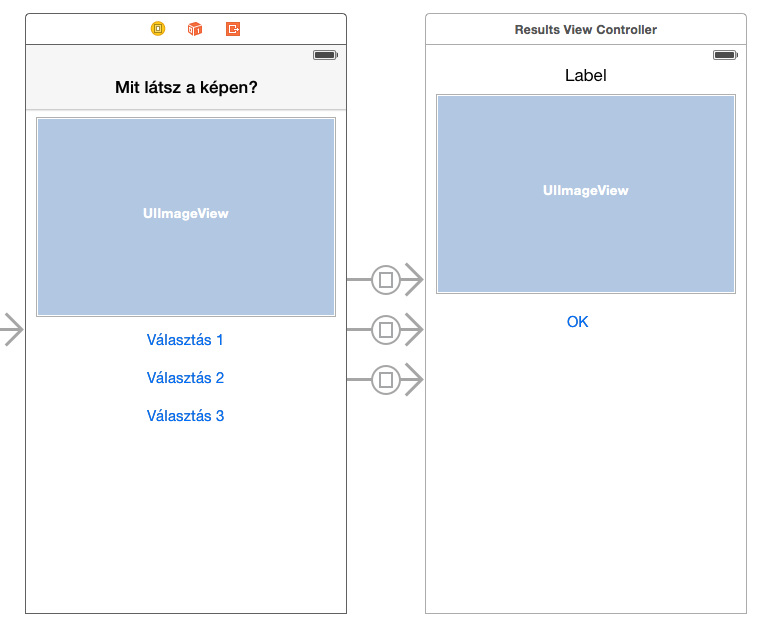 Results View Controller
Mit látsz a képen?
Label
UIImageView
UIImageView
Választás 1
OK
Választás 2
Választás 3